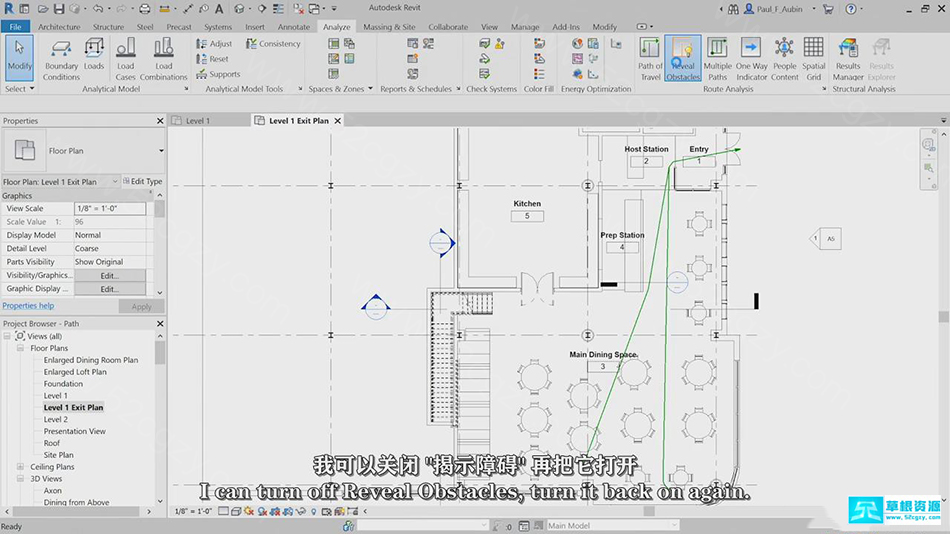 Autodesk Revit
Paul_F_Aubin
File Architecture Structure Steel Precast Systems Insert Annotate Analyze Massing & Site Collaborate View Manage Add-Ins Modify
Modify
Boundary Conditions
Loads
Load Cases
Load Combinations
Adjust
Reset
Supports
Consistency
Path of Travel
Reveal Obstacles
Multiple Paths
One Way Indicator
People Content
Spatial Grid
Results Manager
Results Explorer
Select
Analytical Model
Analytical Model Tools
Spaces & Zones
Reports & Schedules
Check Systems
Color Fill
Energy Optimization
Route Analysis
Structural Analysis
Properties
Level 1
Level 1 Exit Plan
Floor Plan
Floor Plan: Level 1 Exit Plan
Edit Type
Graphics
View Scale 1/8" = 1'-0"
Scale Value 1: 96
Display Model Normal
Detail Level Coarse
Parts Visibility Show Original
Visibility/Graphics... Edit...
Graphic Display ... Edit...
Properties help
Apply
Project Browser - Path
Views (all)
Floor Plans
Enlarged Dining Room Plan
Enlarged Loft Plan
Foundation
Level 1
Level 1 Exit Plan
Level 2
Presentation View
Roof
Site Plan
Ceiling Plans
3D Views
Axon
Dining from Above
Host Station
2
Entry
1
Kitchen
5
Prep Station
4
1
A5
Main Dining Space
3
我可以关闭 "揭示障碍" 再把它打开
I can turn off Reveal Obstacles, turn it back on again.
1/8" = 1'-0"
Ready
:0
Main Model
草根资源
www.52cgzy.com